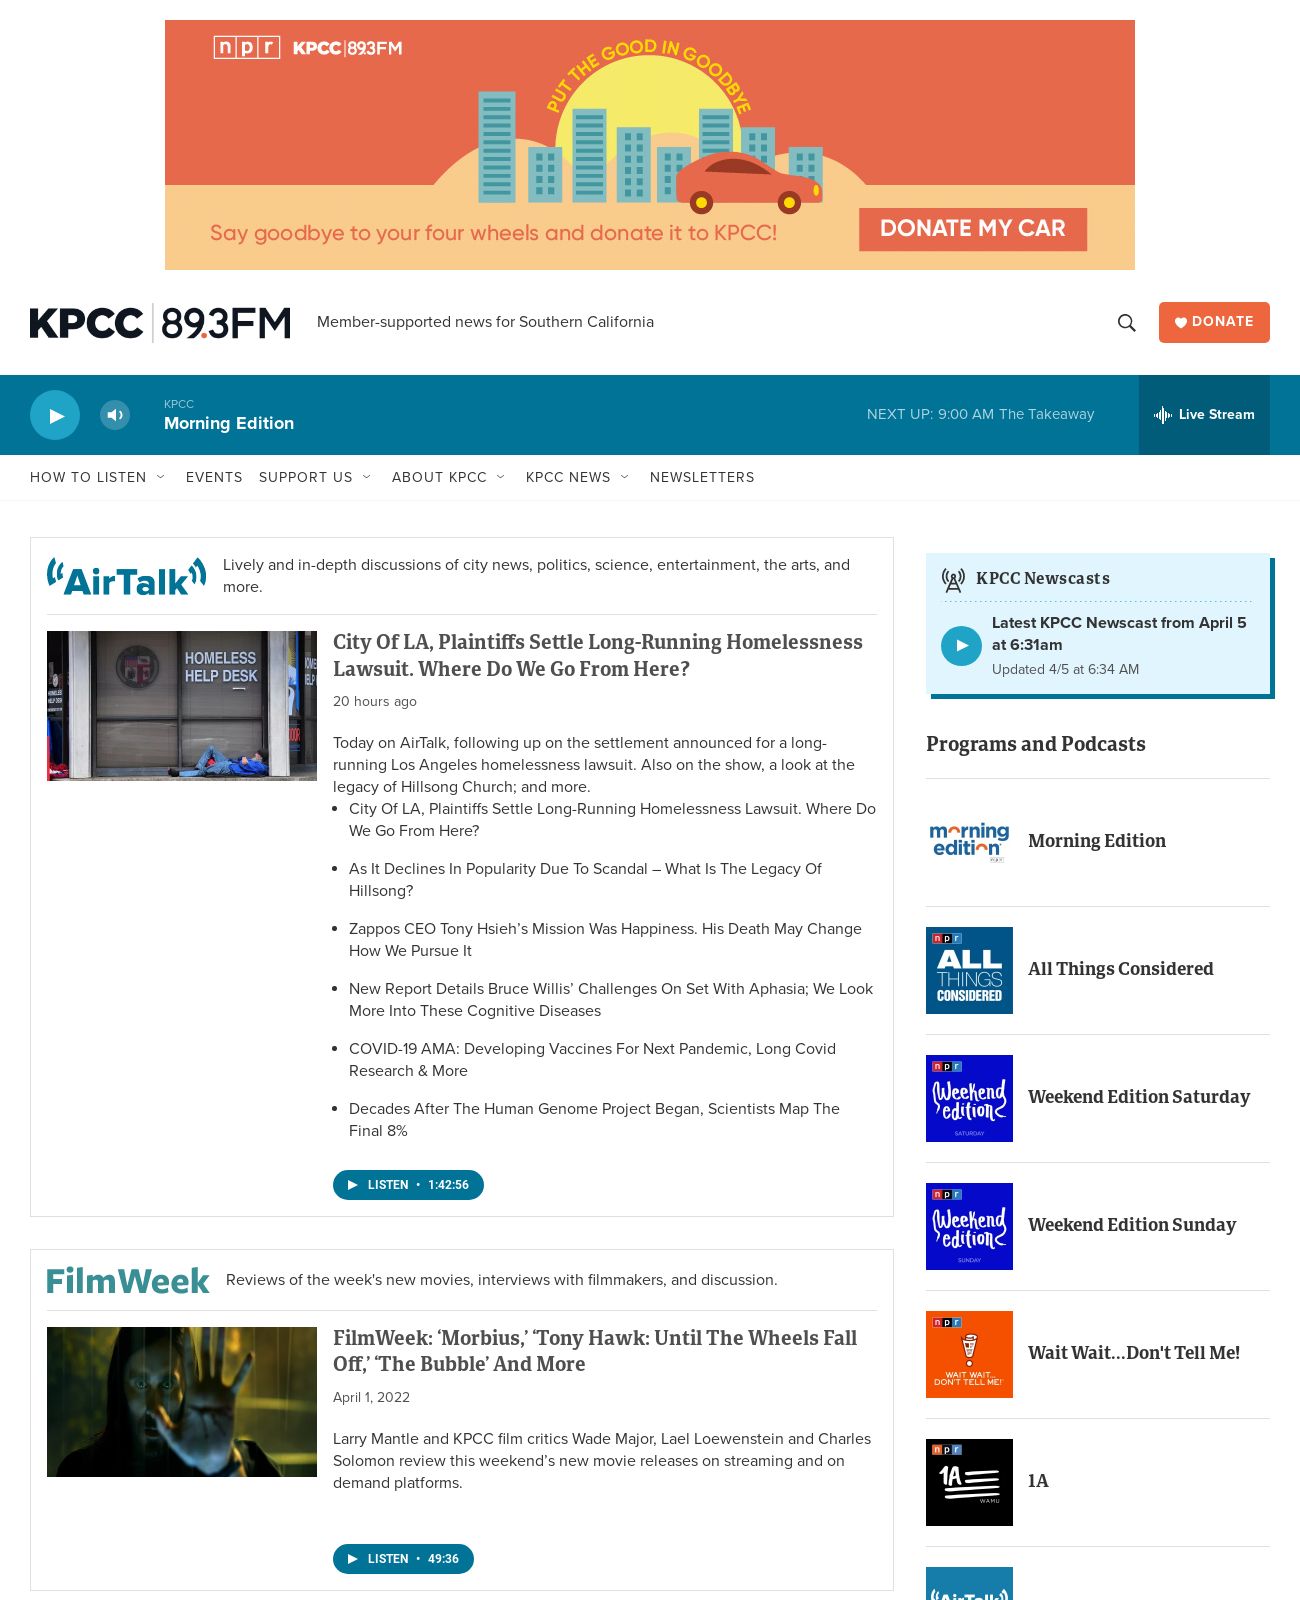 npr KPCC 89.3FM
PUT THE GOOD IN GOODBYE
Say goodbye to your four wheels and donate it to KPCC!
DONATE MY CAR
KPCC 89.3FM
Member-supported news for Southern California
DONATE
KPCC
Morning Edition
NEXT UP: 9:00 AM The Takeaway
Live Stream
HOW TO LISTEN
EVENTS
SUPPORT US
ABOUT KPCC
KPCC NEWS
NEWSLETTERS
AirTalk
Lively and in-depth discussions of city news, politics, science, entertainment, the arts, and
more.
HOMELESS
HELP DESK
City Of LA, Plaintiffs Settle Long-Running Homelessness
Lawsuit. Where Do We Go From Here?
20 hours ago
Today on AirTalk, following up on the settlement announced for a long-
running Los Angeles homelessness lawsuit. Also on the show, a look at the
legacy of Hillsong Church; and more.
• City Of LA, Plaintiffs Settle Long-Running Homelessness Lawsuit. Where Do
We Go From Here?
• As It Declines In Popularity Due To Scandal – What Is The Legacy Of
Hillsong?
• Zappos CEO Tony Hsieh’s Mission Was Happiness. His Death May Change
How We Pursue It
• New Report Details Bruce Willis’ Challenges On Set With Aphasia; We Look
More Into These Cognitive Diseases
• COVID-19 AMA: Developing Vaccines For Next Pandemic, Long Covid
Research & More
• Decades After The Human Genome Project Began, Scientists Map The
Final 8%
LISTEN • 1:42:56
FilmWeek
Reviews of the week's new movies, interviews with filmmakers, and discussion.
FilmWeek: ‘Morbius,’ ‘Tony Hawk: Until The Wheels Fall
Off,’ ‘The Bubble’ And More
April 1, 2022
Larry Mantle and KPCC film critics Wade Major, Lael Loewenstein and Charles
Solomon review this weekend’s new movie releases on streaming and on
demand platforms.
LISTEN • 49:36
KPCC Newscasts
Latest KPCC Newscast from April 5
at 6:31am
Updated 4/5 at 6:34 AM
Programs and Podcasts
morning
edition
npr
Morning Edition
npr
ALL
THINGS
CONSIDERED
All Things Considered
npr
Weekend
edition
SATURDAY
Weekend Edition Saturday
npr
Weekend
edition
SUNDAY
Weekend Edition Sunday
npr
WAIT WAIT...
DON'T TELL ME!
Wait Wait...Don't Tell Me!
npr
1A
WAMU
1A
AirTalk